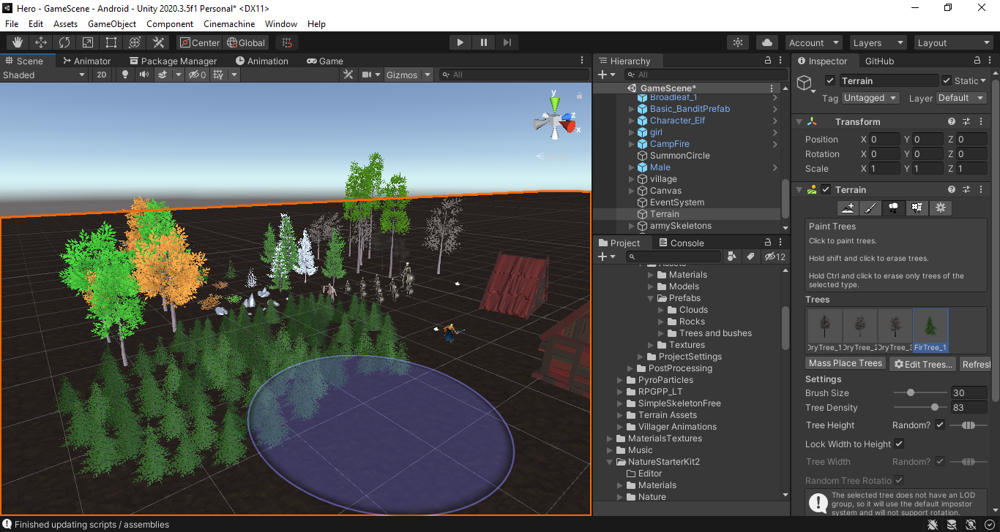 Hero - GameScene - Android - Unity 2020.3.5f1 Personal* <DX11>
File Edit Assets GameObject Component Cinemachine Window Help
Center Global Account Layers Layout
Scene Animator Package Manager Animation Game
Shaded 2D 0 Gizmos All
y
z
x
Hierarchy
All
GameScene*
Broadleaf_1
Basic_BanditPrefab
Character_Elf
girl
CampFire
SummonCircle
Male
village
Canvas
EventSystem
Terrain
armySkeletons
Project Console
12
Assets
Materials
Models
Prefabs
Clouds
Rocks
Trees and bushes
Textures
ProjectSettings
PostProcessing
PyroParticles
RPGPP_LT
SimpleSkeletonFree
Terrain Assets
Villager Animations
MaterialsTextures
Music
NatureStarterKit2
Editor
Materials
Nature
Inspector GitHub
Terrain Static
Tag Untagged Layer Default
Transform
Position X 0 Y 0 Z 0
Rotation X 0 Y 0 Z 0
Scale X 1 Y 1 Z 1
Terrain
Paint Trees
Click to paint trees.
Hold shift and click to erase trees.
Hold Ctrl and click to erase only trees of the
selected type.
Trees
DryTree_1 DryTree_2 DryTree_3 FirTree_1
Mass Place Trees Edit Trees... Refresh
Settings
Brush Size 30
Tree Density 83
Tree Height Random?
Lock Width to Height
Tree Width Random?
Random Tree Rotatio
The selected tree does not have an LOD
group, so it will use the default impostor
system and will not support rotation.
Finished updating scripts / assemblies